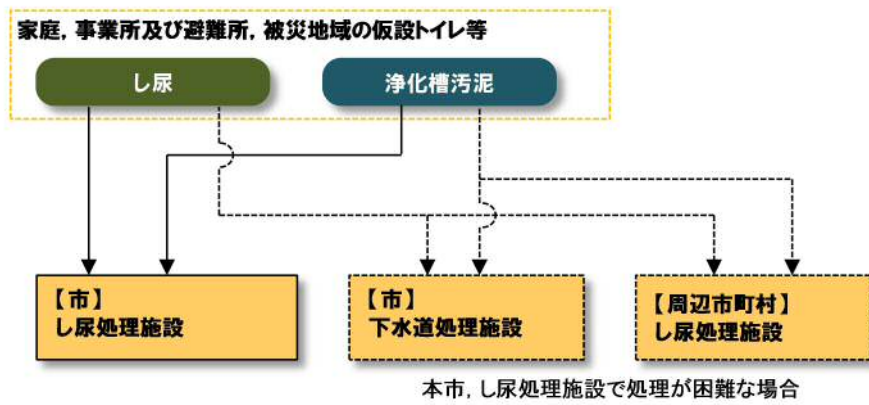 家庭，事業所及び避難所，被災地域の仮設トイレ等
し尿
浄化槽汚泥
【市】
し尿処理施設
【市】
下水道処理施設
【周辺市町村】
し尿処理施設
本市，し尿処理施設で処理が困難な場合